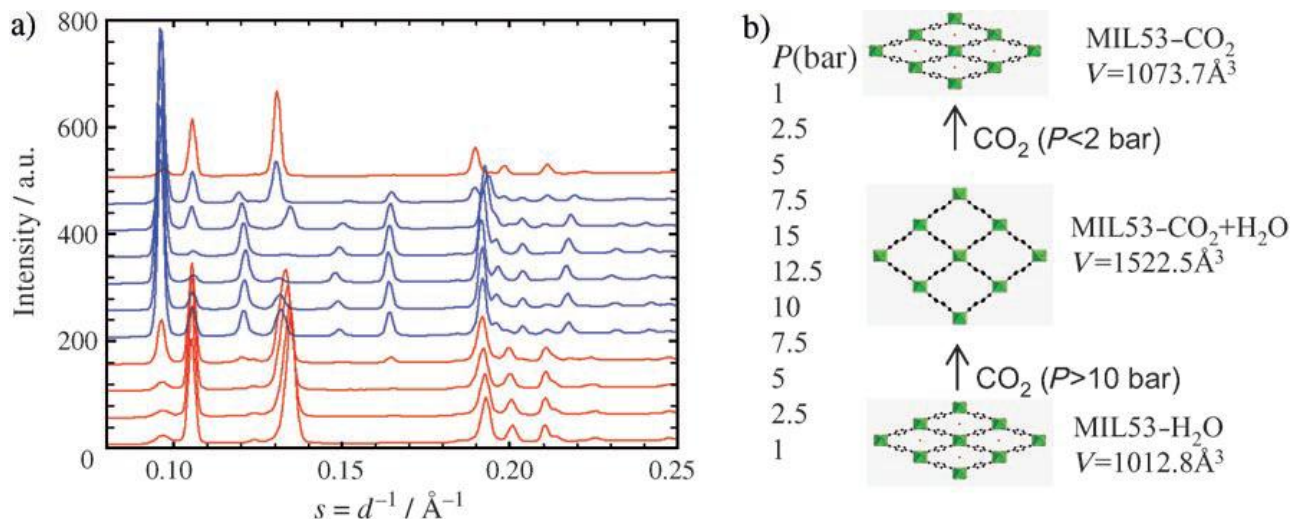 a)
800
600
400
200
0
Intensity / a.u.
0.10 0.15 0.20 0.25
s = d⁻¹ / Å⁻¹
b)
P(bar)
1
2.5
5
7.5
15
12.5
10
7.5
5
2.5
1
MIL53–CO₂
V=1073.7Å³
CO₂ (P<2 bar)
MIL53–CO₂+H₂O
V=1522.5Å³
CO₂ (P>10 bar)
MIL53–H₂O
V=1012.8Å³